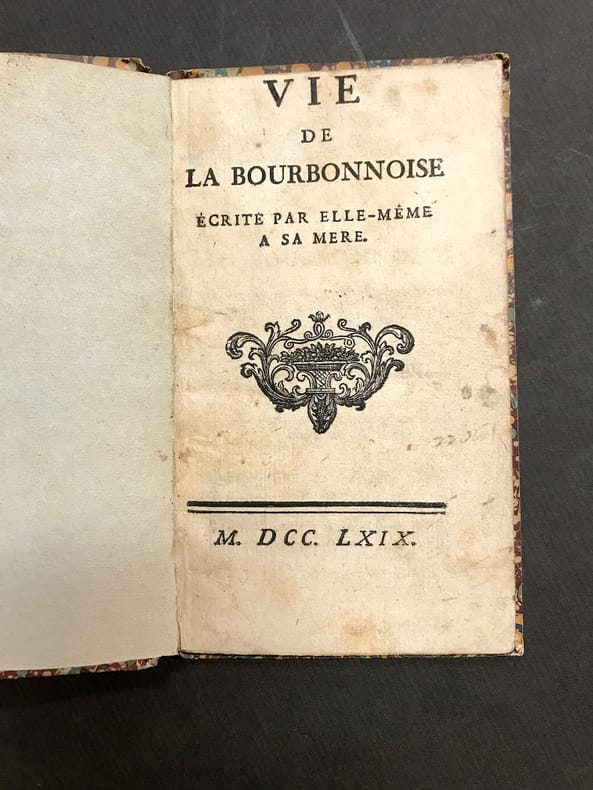 VIE
DE
LA BOURBONNOISE
ÉCRITE PAR ELLE-MÊME
A SA MERE.
M. DCC. LXIX.